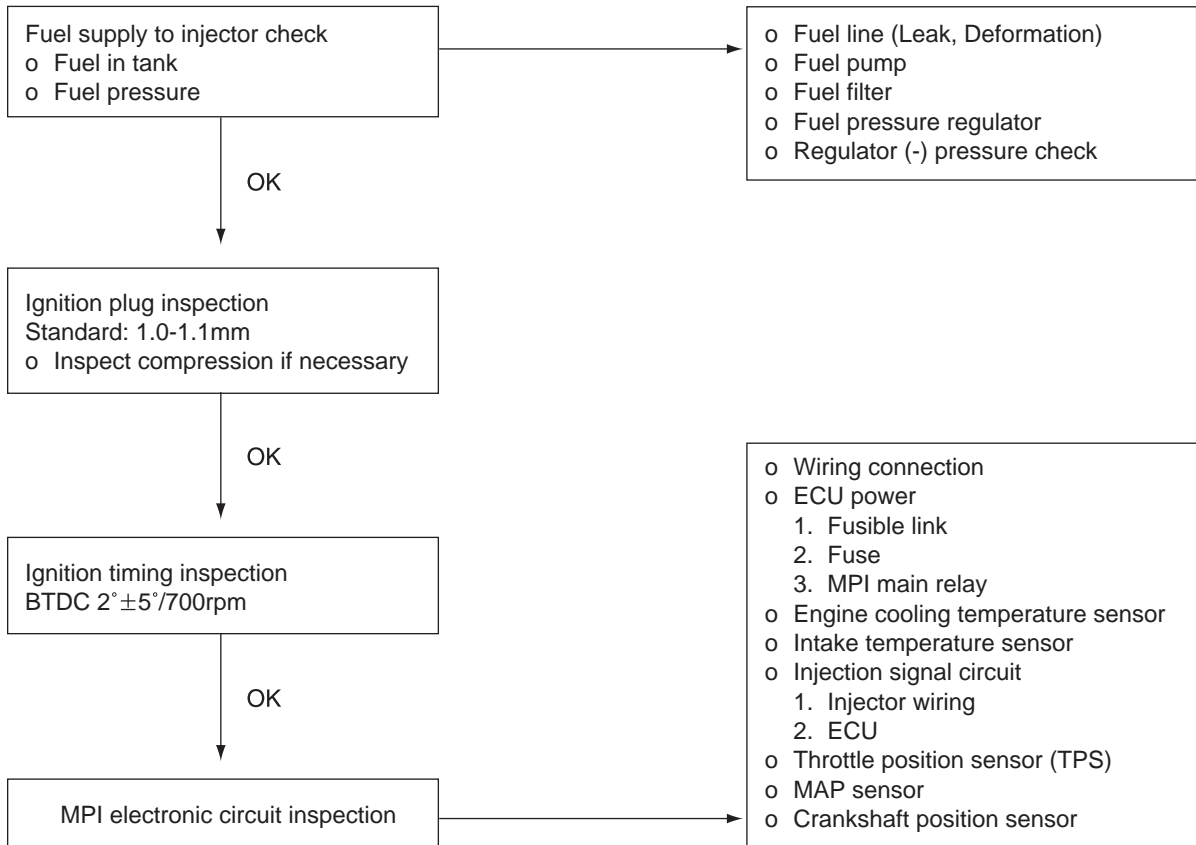 Fuel supply to injector check
o Fuel in tank
o Fuel pressure
o Fuel line (Leak, Deformation)
o Fuel pump
o Fuel filter
o Fuel pressure regulator
o Regulator (-) pressure check
OK
Ignition plug inspection
Standard: 1.0-1.1mm
o Inspect compression if necessary
OK
Ignition timing inspection
BTDC 2˚±5˚/700rpm
OK
MPI electronic circuit inspection
o Wiring connection
o ECU power
1. Fusible link
2. Fuse
3. MPI main relay
o Engine cooling temperature sensor
o Intake temperature sensor
o Injection signal circuit
1. Injector wiring
2. ECU
o Throttle position sensor (TPS)
o MAP sensor
o Crankshaft position sensor